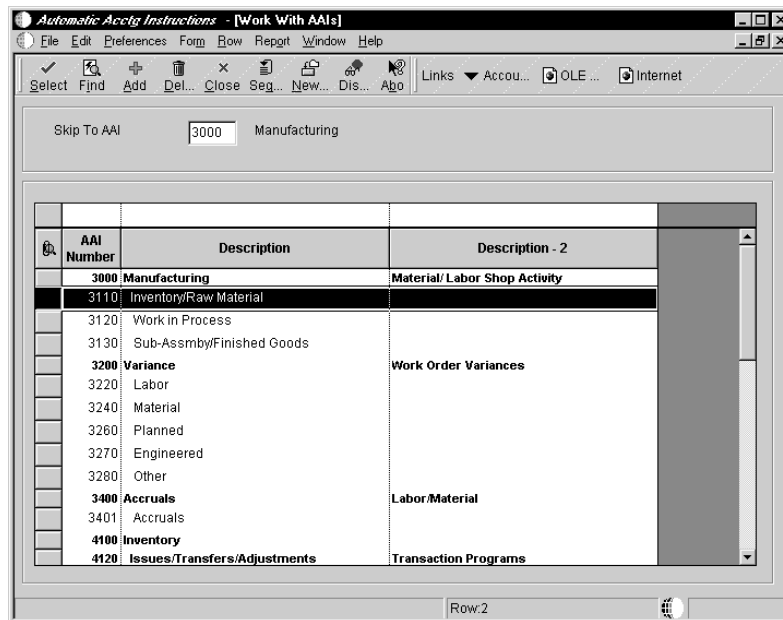 Automatic Acctg Instructions - [Work With AAIs]
File Edit Preferences Form Row Report Window Help
Select Find Add Del... Close Seq... New... Dis... Abo Links Accou... OLE ... Internet
Skip To AAI 3000 Manufacturing
AAI Number Description Description - 2
3000 Manufacturing Material/ Labor Shop Activity
3110 Inventory/Raw Material
3120 Work in Process
3130 Sub-Assmby/Finished Goods
3200 Variance Work Order Variances
3220 Labor
3240 Material
3260 Planned
3270 Engineered
3280 Other
3400 Accruals Labor/Material
3401 Accruals
4100 Inventory
4120 Issues/Transfers/Adjustments Transaction Programs
Row:2